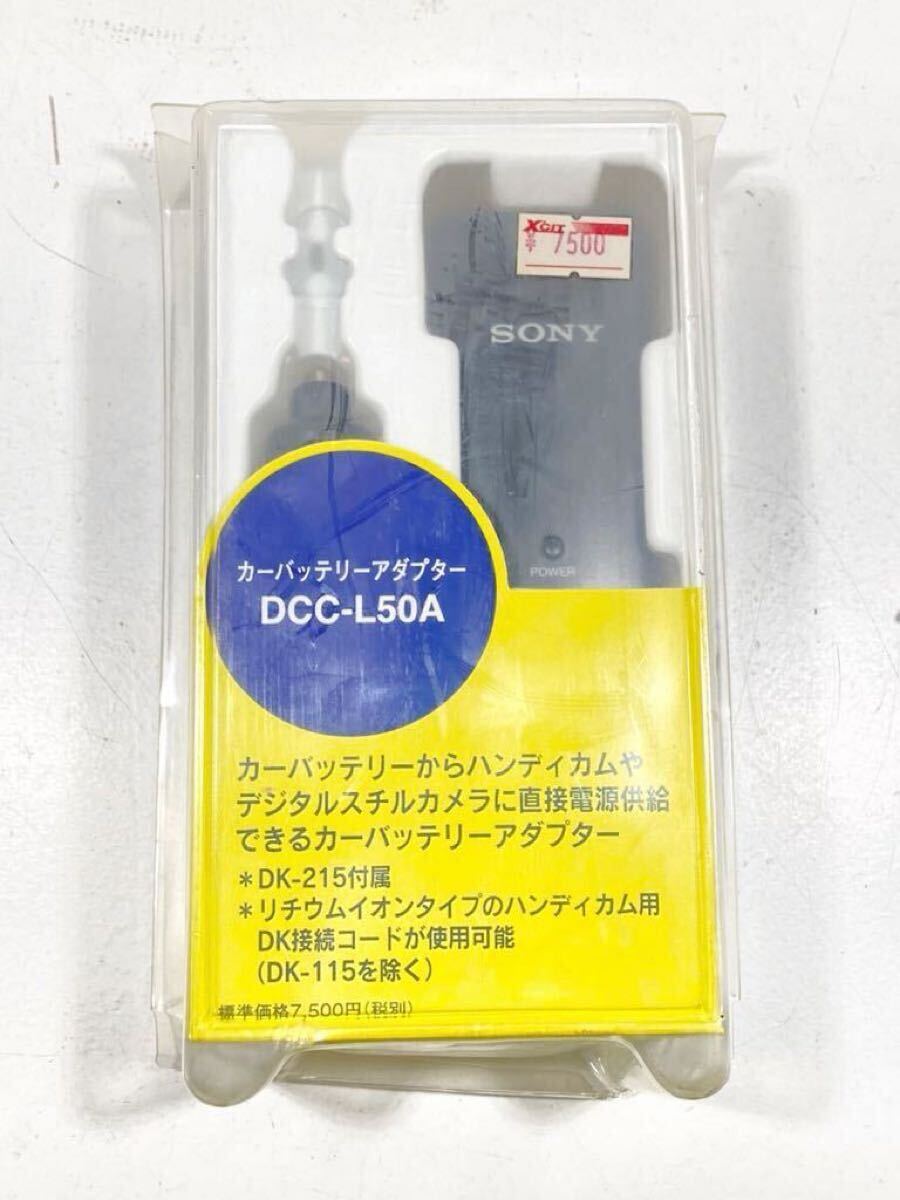 ¥ 7500
SONY
POWER
カーバッテリーアダプター
DCC-L50A
カーバッテリーからハンディカムや
デジタルスチルカメラに直接電源供給
できるカーバッテリーアダプター
*DK-215付属
*リチウムイオンタイプのハンディカム用
DK接続コードが使用可能
(DK-115を除く)
標準価格7,500円(税別)